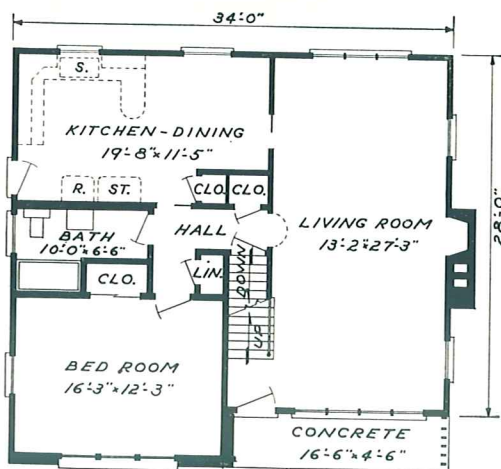 34'-0"
S.
KITCHEN-DINING
19'-8"x11'-5"
R.
ST.
CLO.
CLO.
BATH
10'-0"x6'-6"
HALL
LIVING ROOM
13'-2"x27'-3"
28'-0"
CLO.
LIN.
DOWN
UP
BED ROOM
16'-3"x12'-3"
CONCRETE
16'-6"x4'-6"